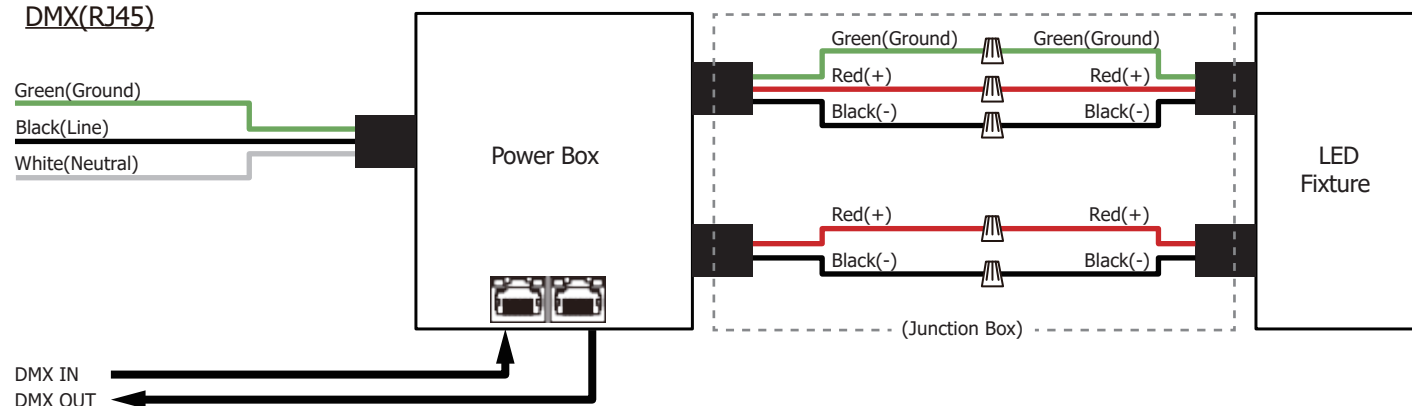 DMX(RJ45)
Green(Ground)
Black(Line)
White(Neutral)
Power Box
Green(Ground) Green(Ground)
Red(+) Red(+)
Black(-) Black(-)
Red(+) Red(+)
Black(-) Black(-)
(Junction Box)
LED
Fixture
DMX IN
DMX OUT